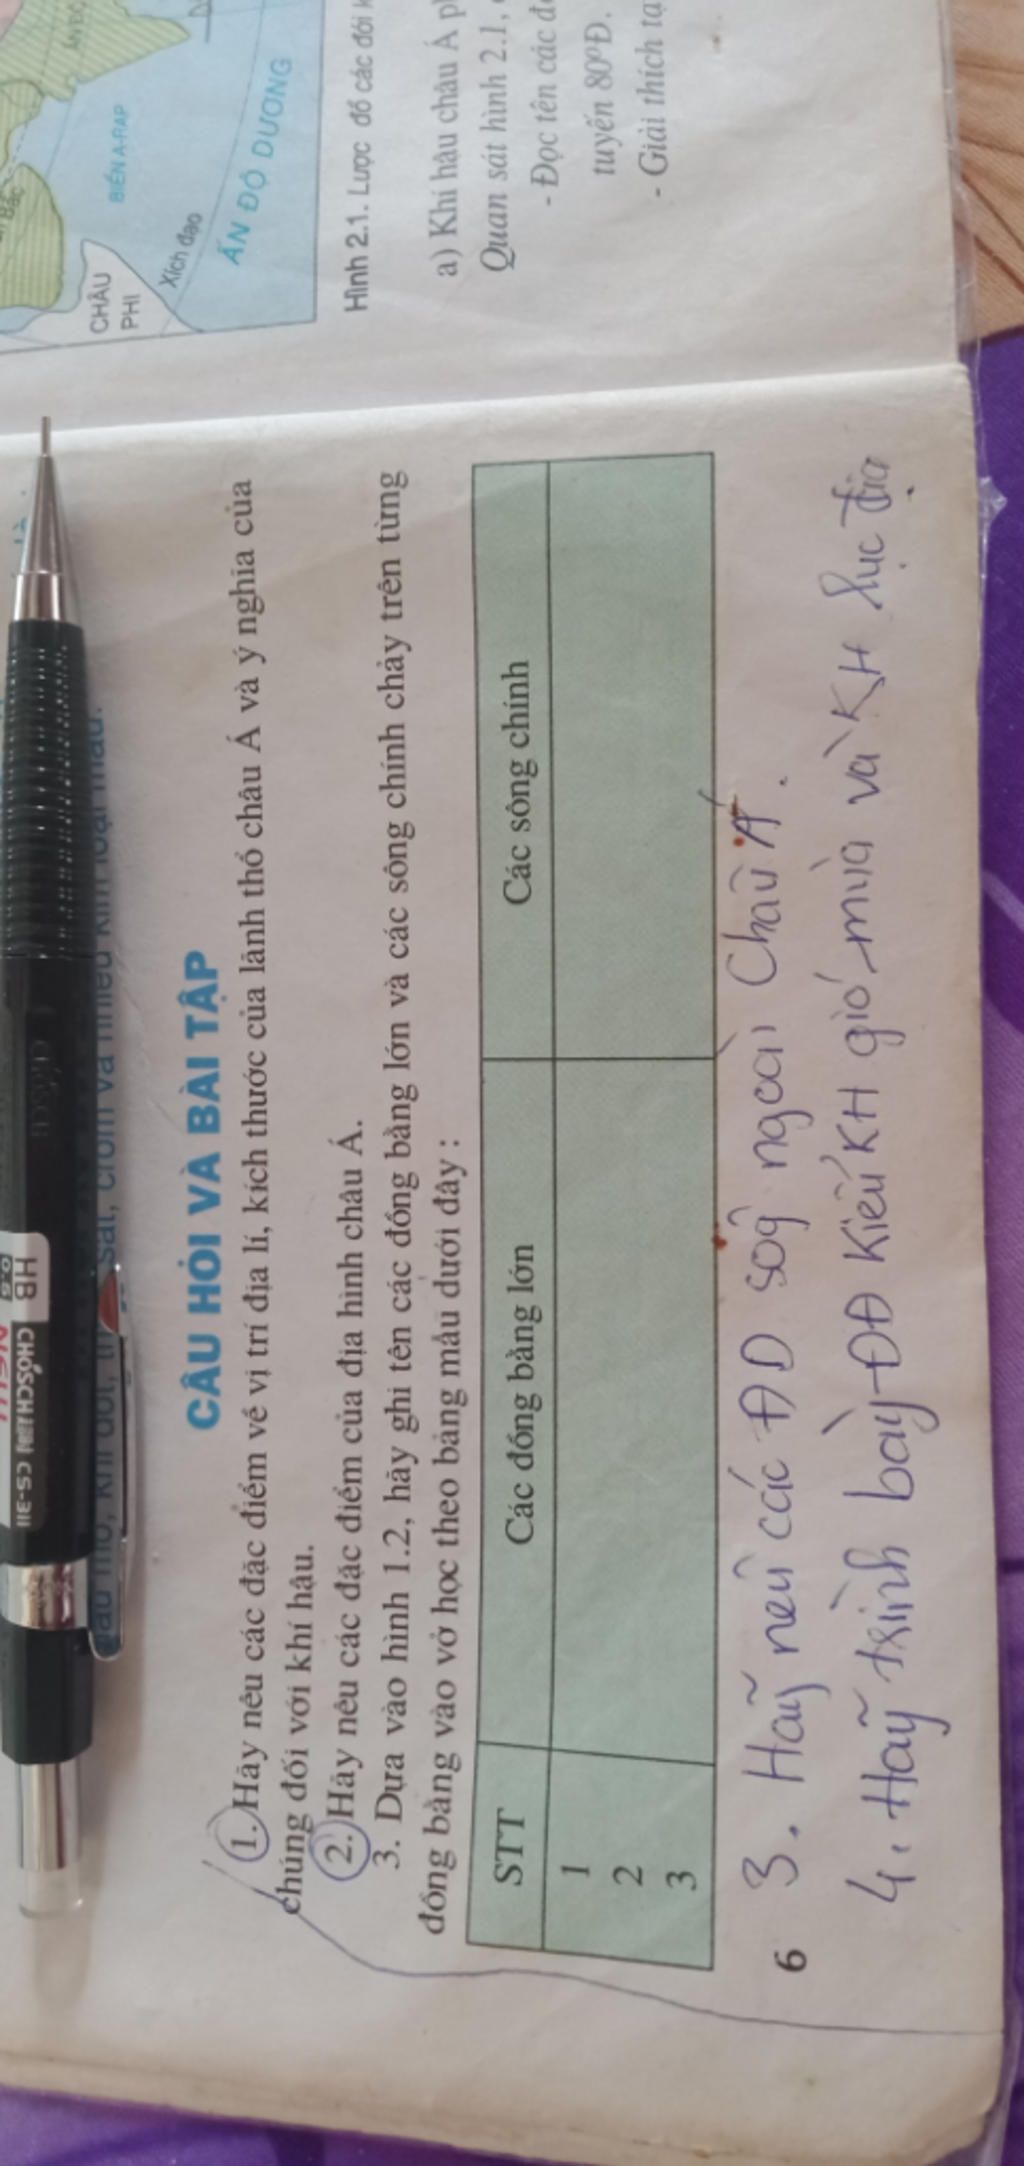 CÂU HỎI VÀ BÀI TẬP
1. Hãy nêu các đặc điểm về vị trí địa lí, kích thước của lãnh thổ châu Á và ý nghĩa của
chúng đối với khí hậu.
2. Hãy nêu các đặc điểm của địa hình châu Á.
3. Dựa vào hình 1.2, hãy ghi tên các đồng bằng lớn và các sông chính chảy trên từng
đồng bằng vào vở học theo bảng mẫu dưới đây :
STT Các đồng bằng lớn Các sông chính
1
2
3
6
3. Hãy nêu các ĐD sôg ngòai Châu Á.
4. Hãy trình bày ĐĐ Kiểu KH gió mùa và KH lục địa
HB
CHOSCH CS-311
CHÂU
PHI
BIỂN A-RAP
Xích đạo
ẤN ĐỘ DƯƠNG
Hình 2.1. Lược đồ các đới
a) Khí hậu châu Á
Quan sát hình 2.1,
- Đọc tên các
tuyến 80°Đ.
- Giải thích